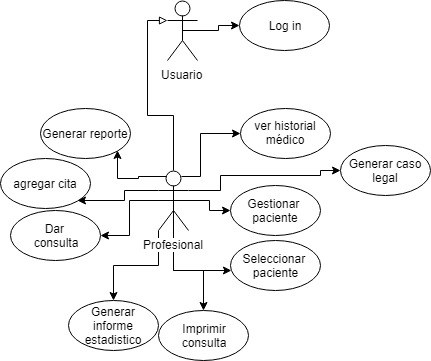 Log in
Usuario
Generar reporte
ver historial
médico
Generar caso
legal
agregar cita
Gestionar
paciente
Dar
consulta
Profesional
Seleccionar
paciente
Generar
informe
estadistico
Imprimir
consulta